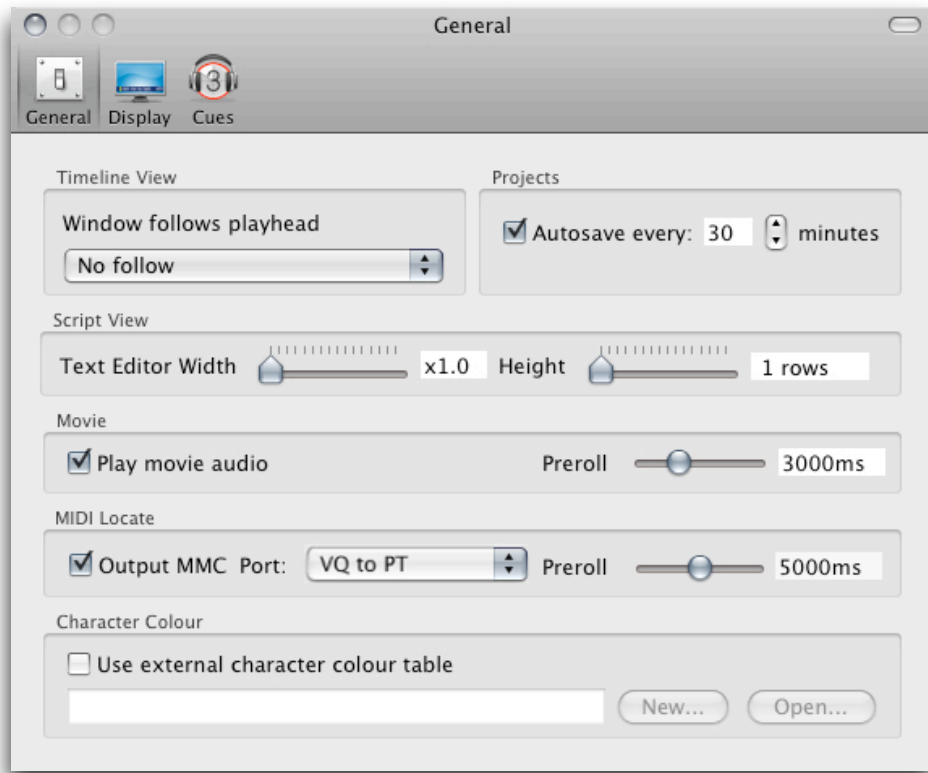 General
General Display Cues
3
Timeline View
Window follows playhead
No follow
Projects
Autosave every: 30 minutes
Script View
Text Editor Width x1.0 Height 1 rows
Movie
Play movie audio Preroll 3000ms
MIDI Locate
Output MMC Port: VQ to PT Preroll 5000ms
Character Colour
Use external character colour table
New... Open...